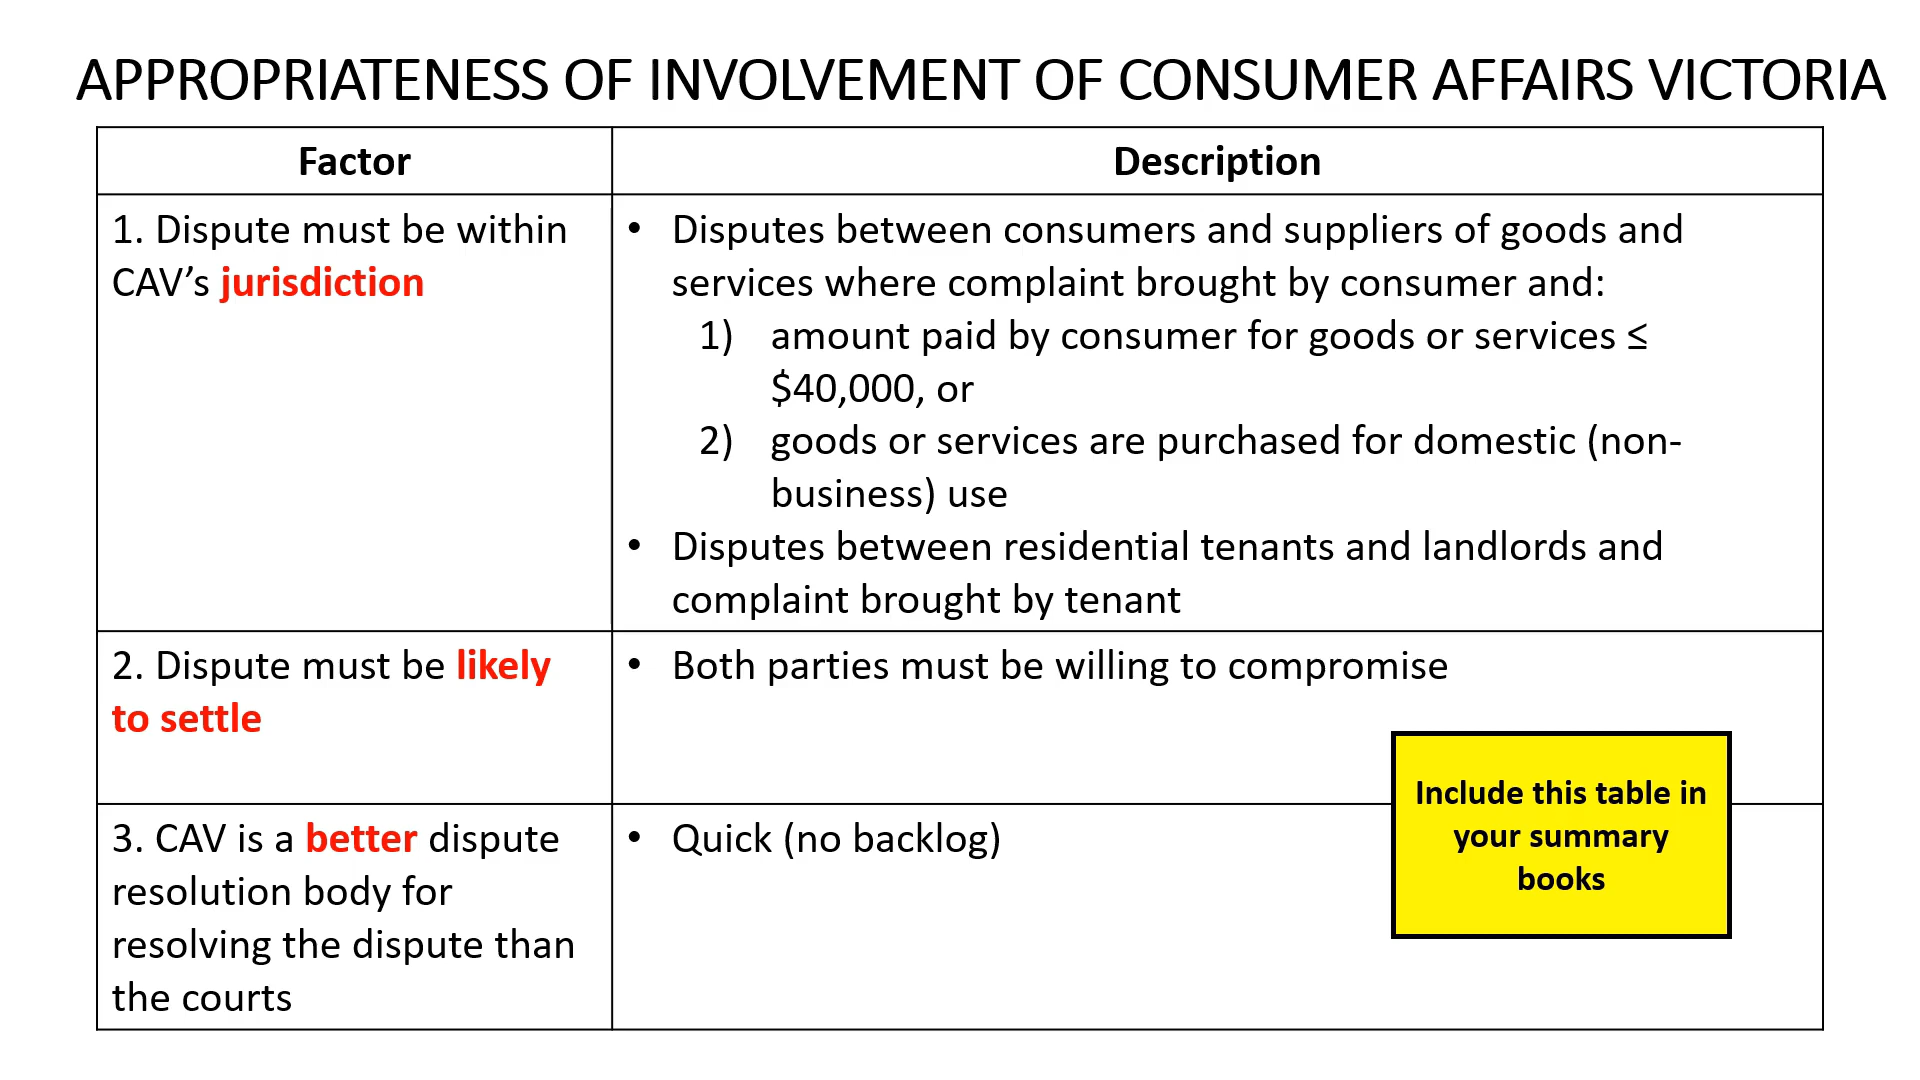 APPROPRIATENESS OF INVOLVEMENT OF CONSUMER AFFAIRS VICTORIA
Factor
Description
1. Dispute must be within
CAV’s jurisdiction
• Disputes between consumers and suppliers of goods and
services where complaint brought by consumer and:
1) amount paid by consumer for goods or services ≤
$40,000, or
2) goods or services are purchased for domestic (non-
business) use
• Disputes between residential tenants and landlords and
complaint brought by tenant
2. Dispute must be likely
to settle
• Both parties must be willing to compromise
3. CAV is a better dispute
resolution body for
resolving the dispute than
the courts
• Quick (no backlog)
Include this table in
your summary
books